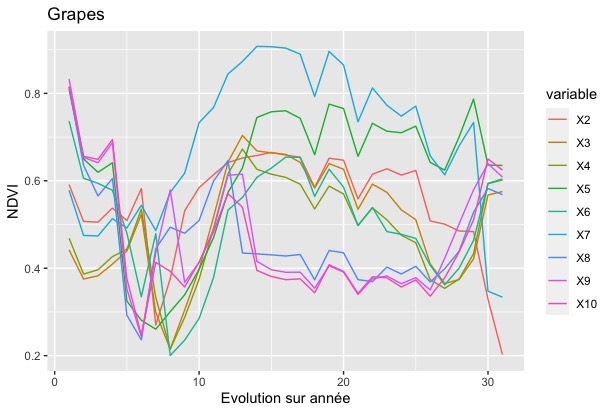 Grapes
NDVI
0.8
0.6
0.4
0.2
0
10
20
30
Evolution sur année
variable
X2
X3
X4
X5
X6
X7
X8
X9
X10